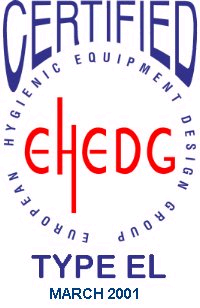 CERTIFIED
EUROPEAN HYGIENIC EQUIPMENT DESIGN GROUP
EHEDG
TYPE EL
MARCH 2001